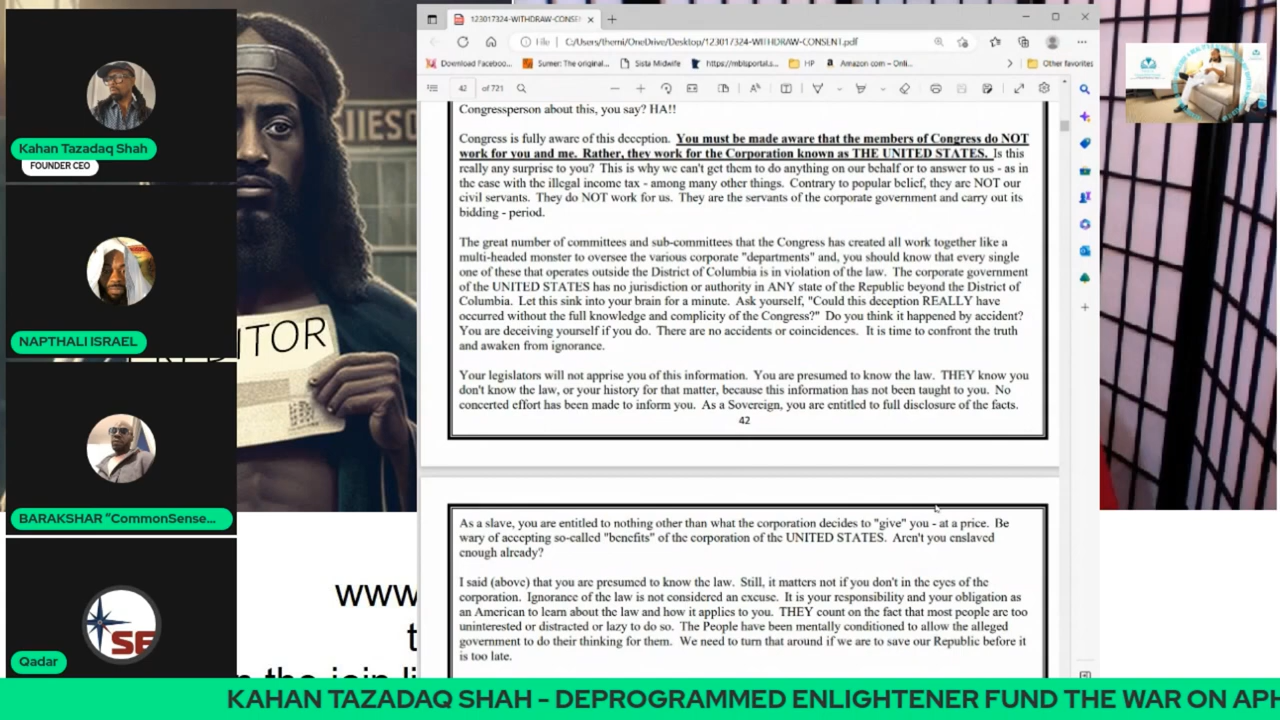 Kahan Tazadaq Shah
FOUNDER CEO
NAPTHALI ISRAEL
BARAKSHAR "CommonSense...
SE
Qadar
IIESO
ITOR
www
t
123017324-WITHDRAW-CONSE
File | C:/Users/themi/OneDrive/Desktop/123017324-WITHDRAW-CONSENT.pdf
Download Faceboo... Sumer: The original... Sista Midwife https://mbtsportal.s... HP Amazon com – Onli... Other favorites
42 of 721
Congressperson about this, you say? HA!!
Congress is fully aware of this deception. You must be made aware that the members of Congress do NOT
work for you and me. Rather, they work for the Corporation known as THE UNITED STATES. Is this
really any surprise to you? This is why we can't get them to do anything on our behalf or to answer to us - as in
the case with the illegal income tax - among many other things. Contrary to popular belief, they are NOT our
civil servants. They do NOT work for us. They are the servants of the corporate government and carry out its
bidding - period.
The great number of committees and sub-committees that the Congress has created all work together like a
multi-headed monster to oversee the various corporate "departments" and, you should know that every single
one of these that operates outside the District of Columbia is in violation of the law. The corporate government
of the UNITED STATES has no jurisdiction or authority in ANY state of the Republic beyond the District of
Columbia. Let this sink into your brain for a minute. Ask yourself, "Could this deception REALLY have
occurred without the full knowledge and complicity of the Congress?" Do you think it happened by accident?
You are deceiving yourself if you do. There are no accidents or coincidences. It is time to confront the truth
and awaken from ignorance.
Your legislators will not apprise you of this information. You are presumed to know the law. THEY know you
don't know the law, or your history for that matter, because this information has not been taught to you. No
concerted effort has been made to inform you. As a Sovereign, you are entitled to full disclosure of the facts.
42
As a slave, you are entitled to nothing other than what the corporation decides to "give" you - at a price. Be
wary of accepting so-called "benefits" of the corporation of the UNITED STATES. Aren't you enslaved
enough already?
I said (above) that you are presumed to know the law. Still, it matters not if you don't in the eyes of the
corporation. Ignorance of the law is not considered an excuse. It is your responsibility and your obligation as
an American to learn about the law and how it applies to you. THEY count on the fact that most people are too
uninterested or distracted or lazy to do so. The People have been mentally conditioned to allow the alleged
government to do their thinking for them. We need to turn that around if we are to save our Republic before it
is too late.
KAHAN TAZADAQ SHAH - DEPROGRAMMED ENLIGHTENER FUND THE WAR ON APH